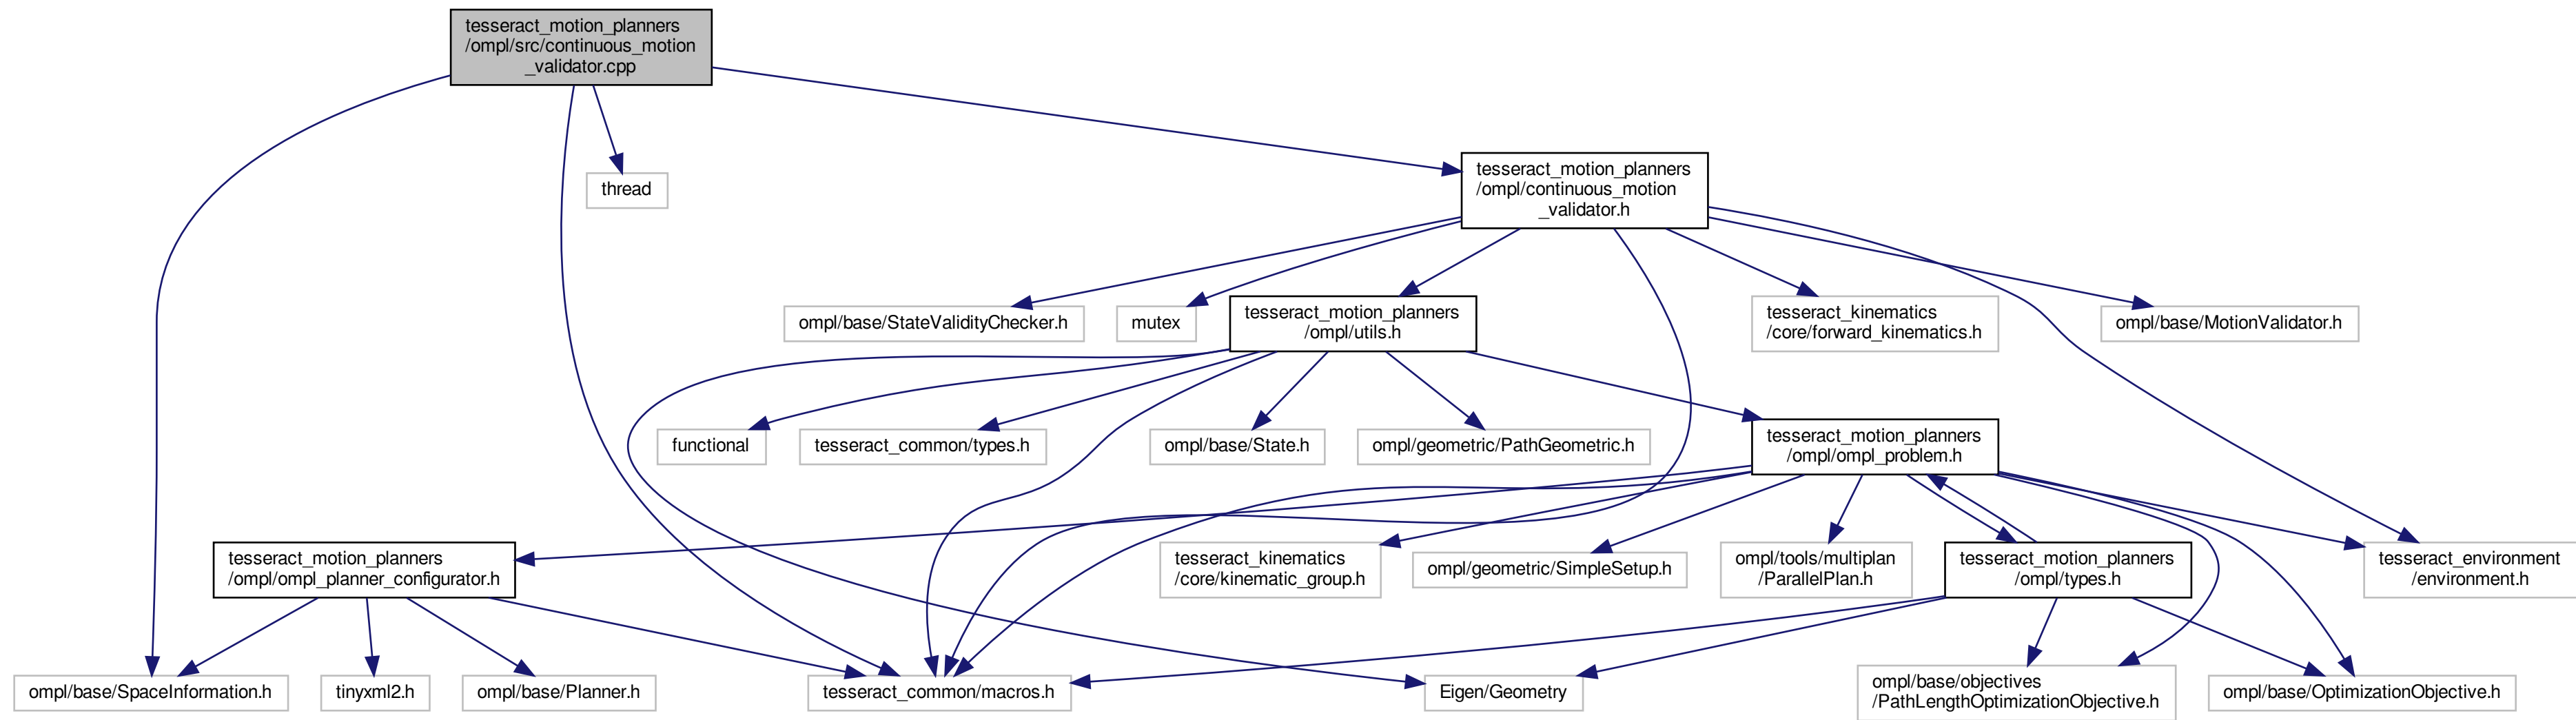 tesseract_motion_planners
/ompl/src/continuous_motion
_validator.cpp
thread
tesseract_motion_planners
/ompl/continuous_motion
_validator.h
ompl/base/StateValidityChecker.h
mutex
tesseract_motion_planners
/ompl/utils.h
tesseract_kinematics
/core/forward_kinematics.h
ompl/base/MotionValidator.h
functional
tesseract_common/types.h
ompl/base/State.h
ompl/geometric/PathGeometric.h
tesseract_motion_planners
/ompl/ompl_problem.h
tesseract_motion_planners
/ompl/ompl_planner_configurator.h
tesseract_kinematics
/core/kinematic_group.h
ompl/geometric/SimpleSetup.h
ompl/tools/multiplan
/ParallelPlan.h
tesseract_motion_planners
/ompl/types.h
tesseract_environment
/environment.h
ompl/base/SpaceInformation.h
tinyxml2.h
ompl/base/Planner.h
tesseract_common/macros.h
Eigen/Geometry
ompl/base/objectives
/PathLengthOptimizationObjective.h
ompl/base/OptimizationObjective.h